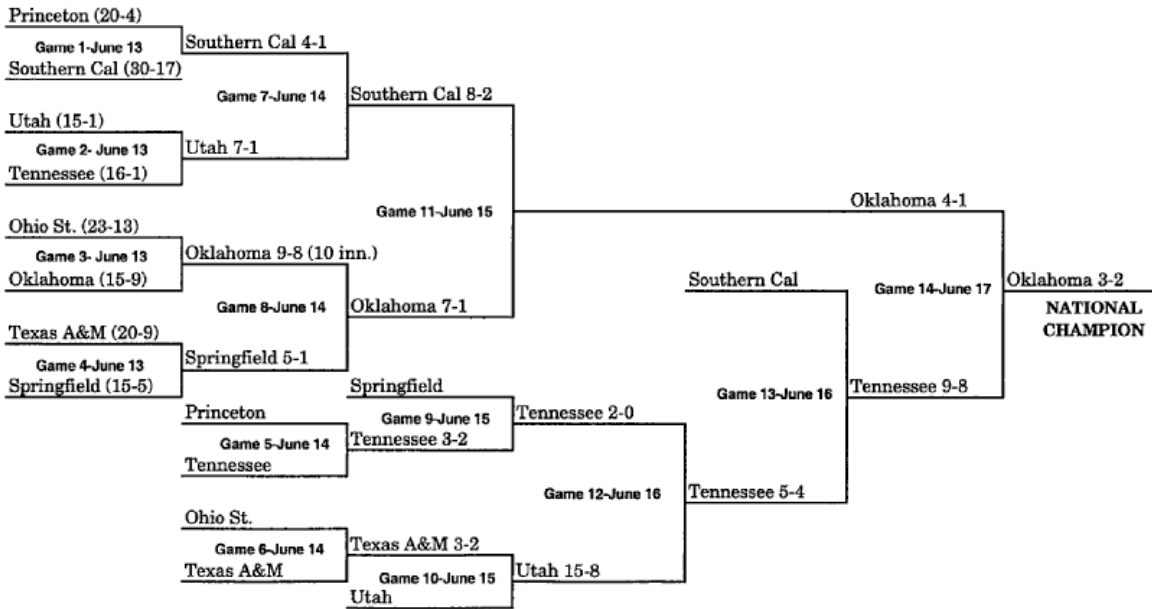 Princeton (20-4)
Game 1-June 13
Southern Cal 4-1
Southern Cal (30-17)
Game 7-June 14
Southern Cal 8-2
Utah (15-1)
Game 2- June 13
Utah 7-1
Tennessee (16-1)
Game 11-June 15
Oklahoma 4-1
Ohio St. (23-13)
Game 3- June 13
Oklahoma 9-8 (10 inn.)
Oklahoma (15-9)
Game 8-June 14
Oklahoma 7-1
Texas A&M (20-9)
Game 4-June 13
Springfield 5-1
Springfield (15-5)
Southern Cal
Game 14-June 17
Oklahoma 3-2
NATIONAL
CHAMPION
Springfield
Game 9-June 15
Tennessee 2-0
Princeton
Game 5-June 14
Tennessee 3-2
Tennessee
Game 13-June 16
Tennessee 9-8
Game 12-June 16
Tennessee 5-4
Ohio St.
Game 6-June 14
Texas A&M 3-2
Texas A&M
Game 10-June 15
Utah 15-8
Utah